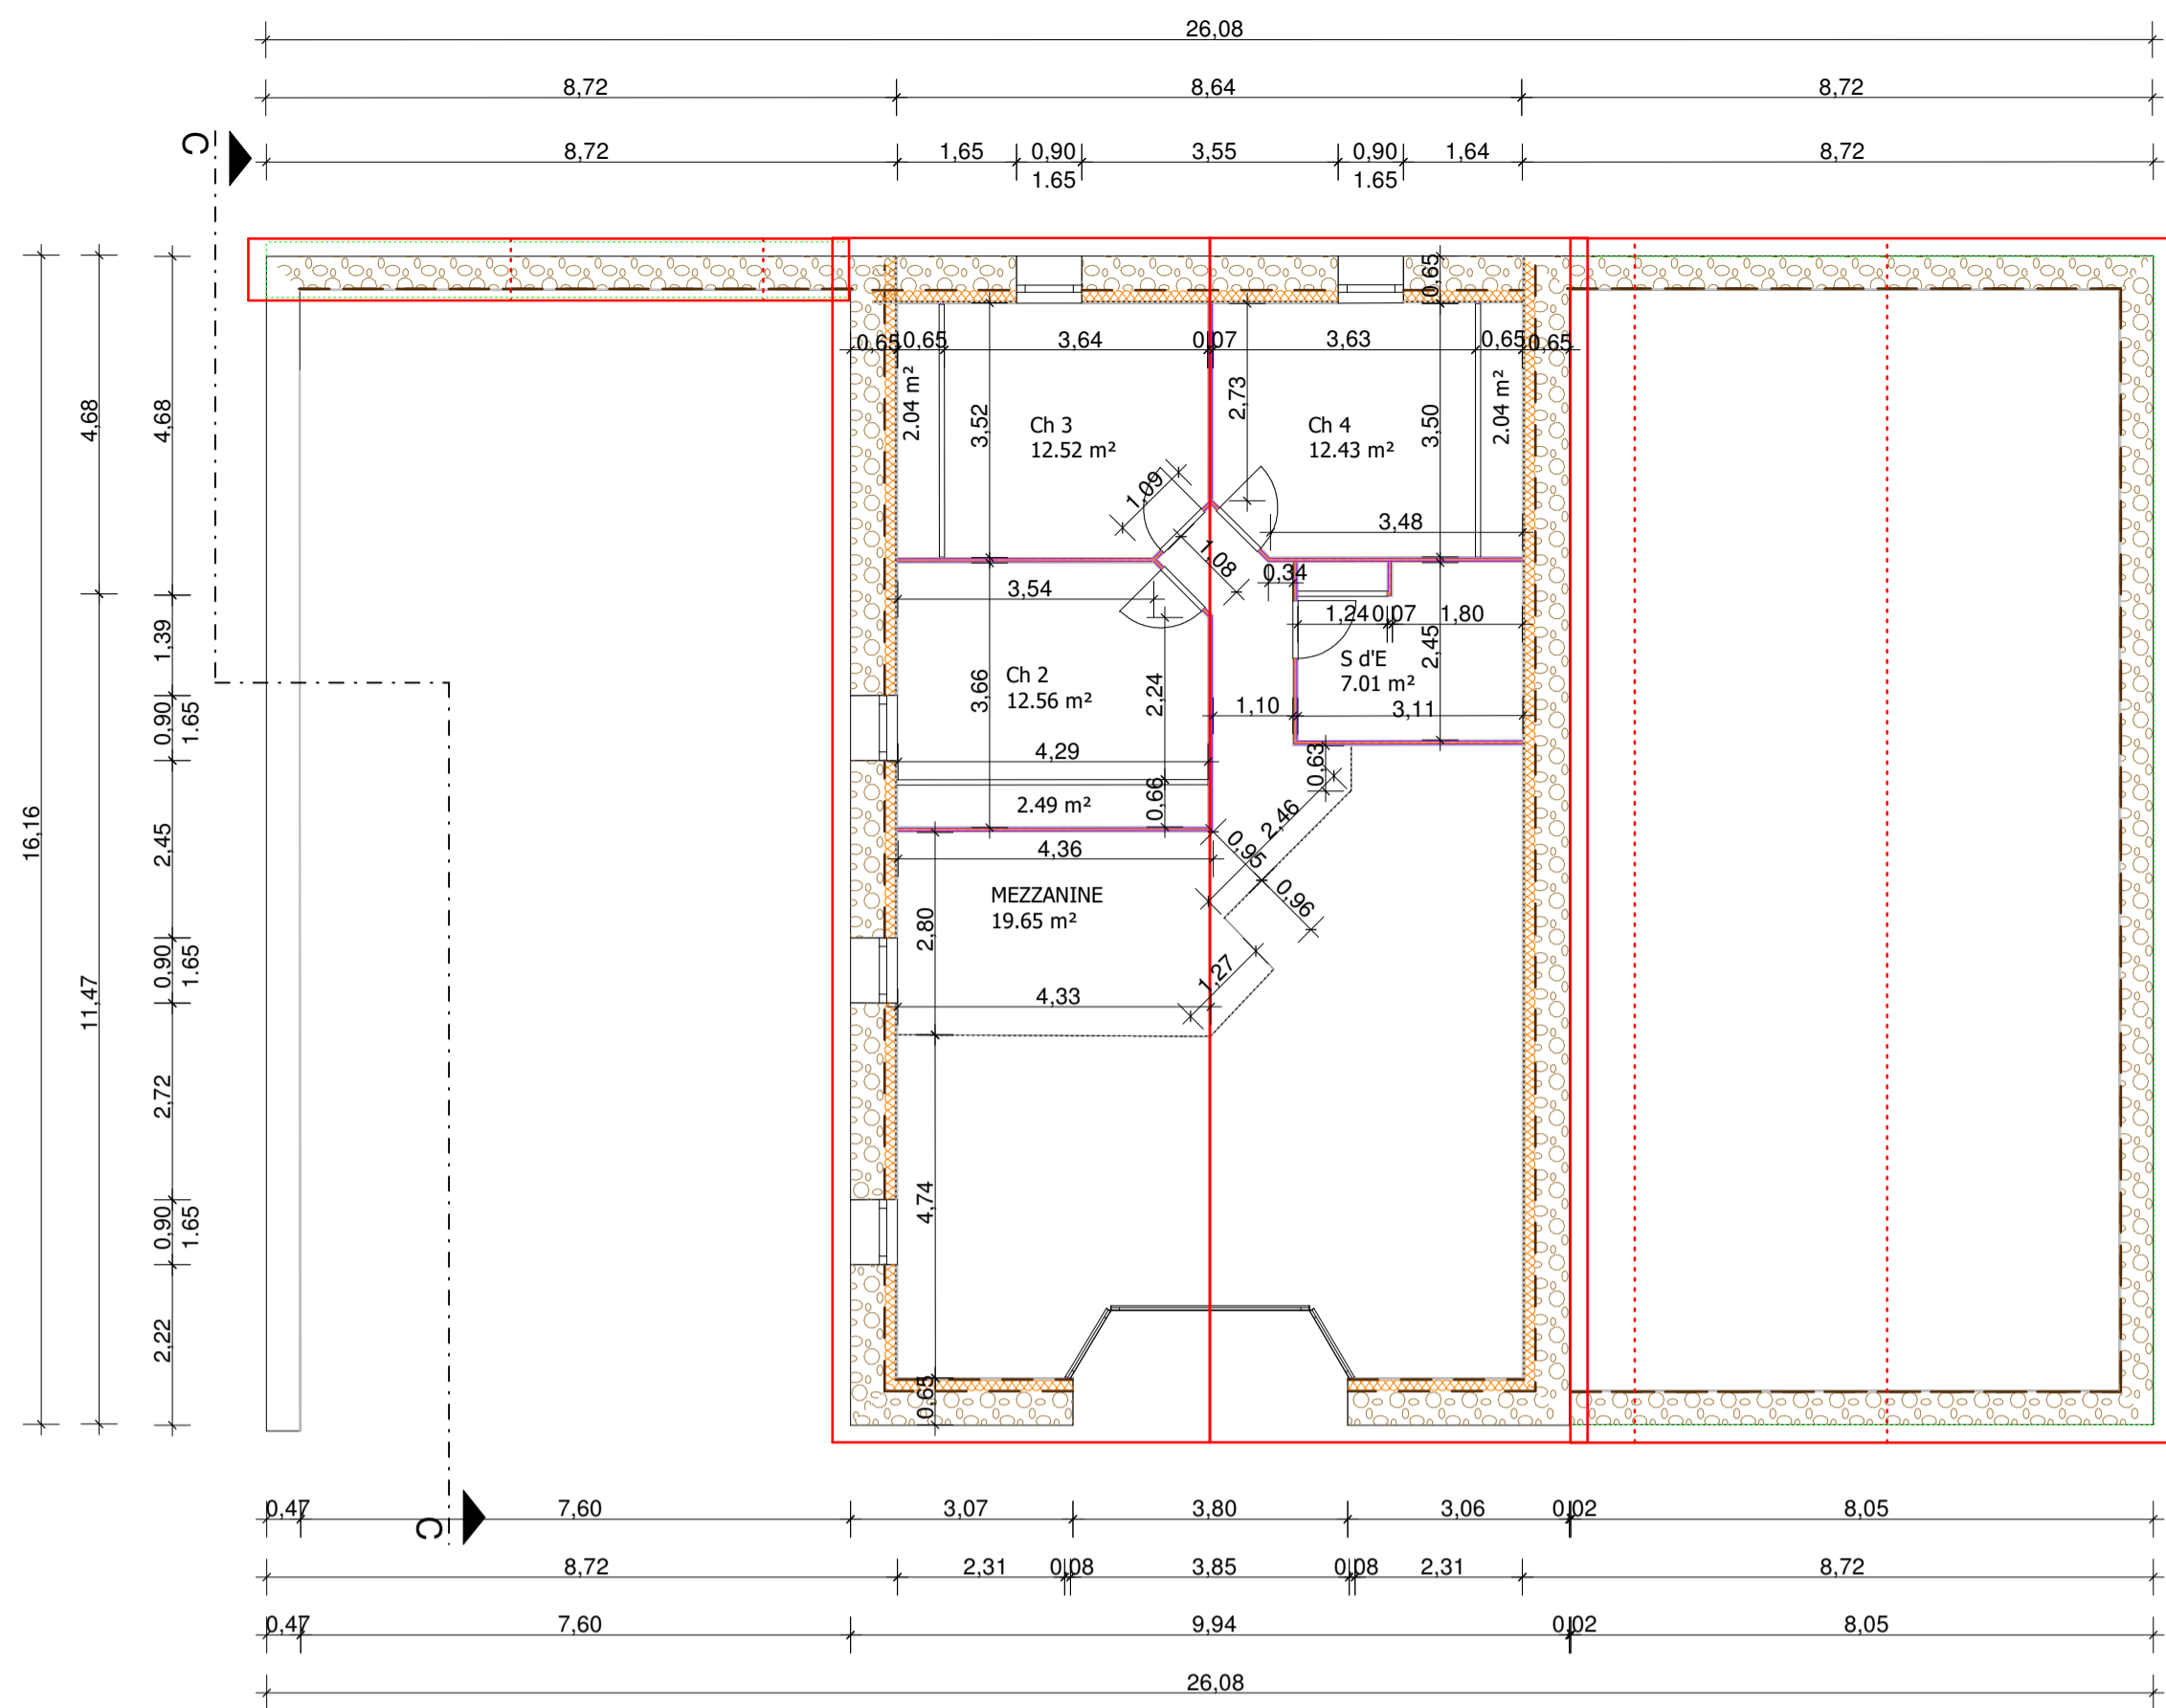 26,08
8,72 8,64 8,72
8,72 1,65 0,90 3,55 0,90 1,64 8,72
1.65 1.65
C
0,65
0,65 0,65 3,64 0,07 3,63 0,65 0,65
2.04 m² 3,52 2,73 3,50 2.04 m²
4,68 4,68
Ch 3
12.52 m²
Ch 4
12.43 m²
1,09
3,48
1,08
0,34
3,54
1,24 0,07 1,80
1,39
2,45
S d'E
7.01 m²
Ch 2
12.56 m²
3,66 2,24
1,10 3,11
0,90 1.65
4,29
0,63
2.49 m² 0,66
2,46
16,16
2,45
4,36
0,95
0,96
MEZZANINE
19.65 m²
2,80
0,90 1.65
1,27
4,33
11,47
2,72
4,74
0,90 1.65
2,22
0,65
0,47 7,60 3,07 3,80 3,06 0,02 8,05
C
8,72 2,31 0,08 3,85 0,08 2,31 8,72
0,47 7,60 9,94 0,02 8,05
26,08